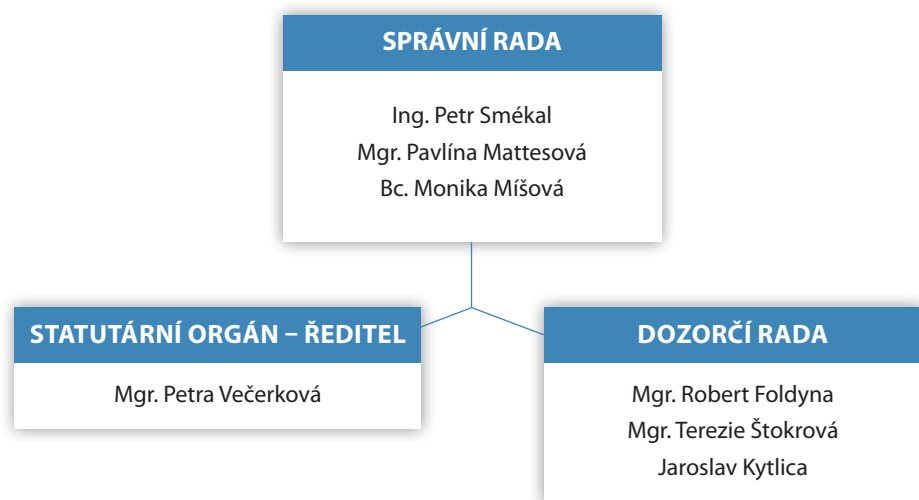 SPRÁVNÍ RADA
Ing. Petr Smékal
Mgr. Pavlína Mattesová
Bc. Monika Míšová
STATUTÁRNÍ ORGÁN – ŘEDITEL
Mgr. Petra Večerková
DOZORČÍ RADA
Mgr. Robert Foldyna
Mgr. Terezie Štokrová
Jaroslav Kytlica